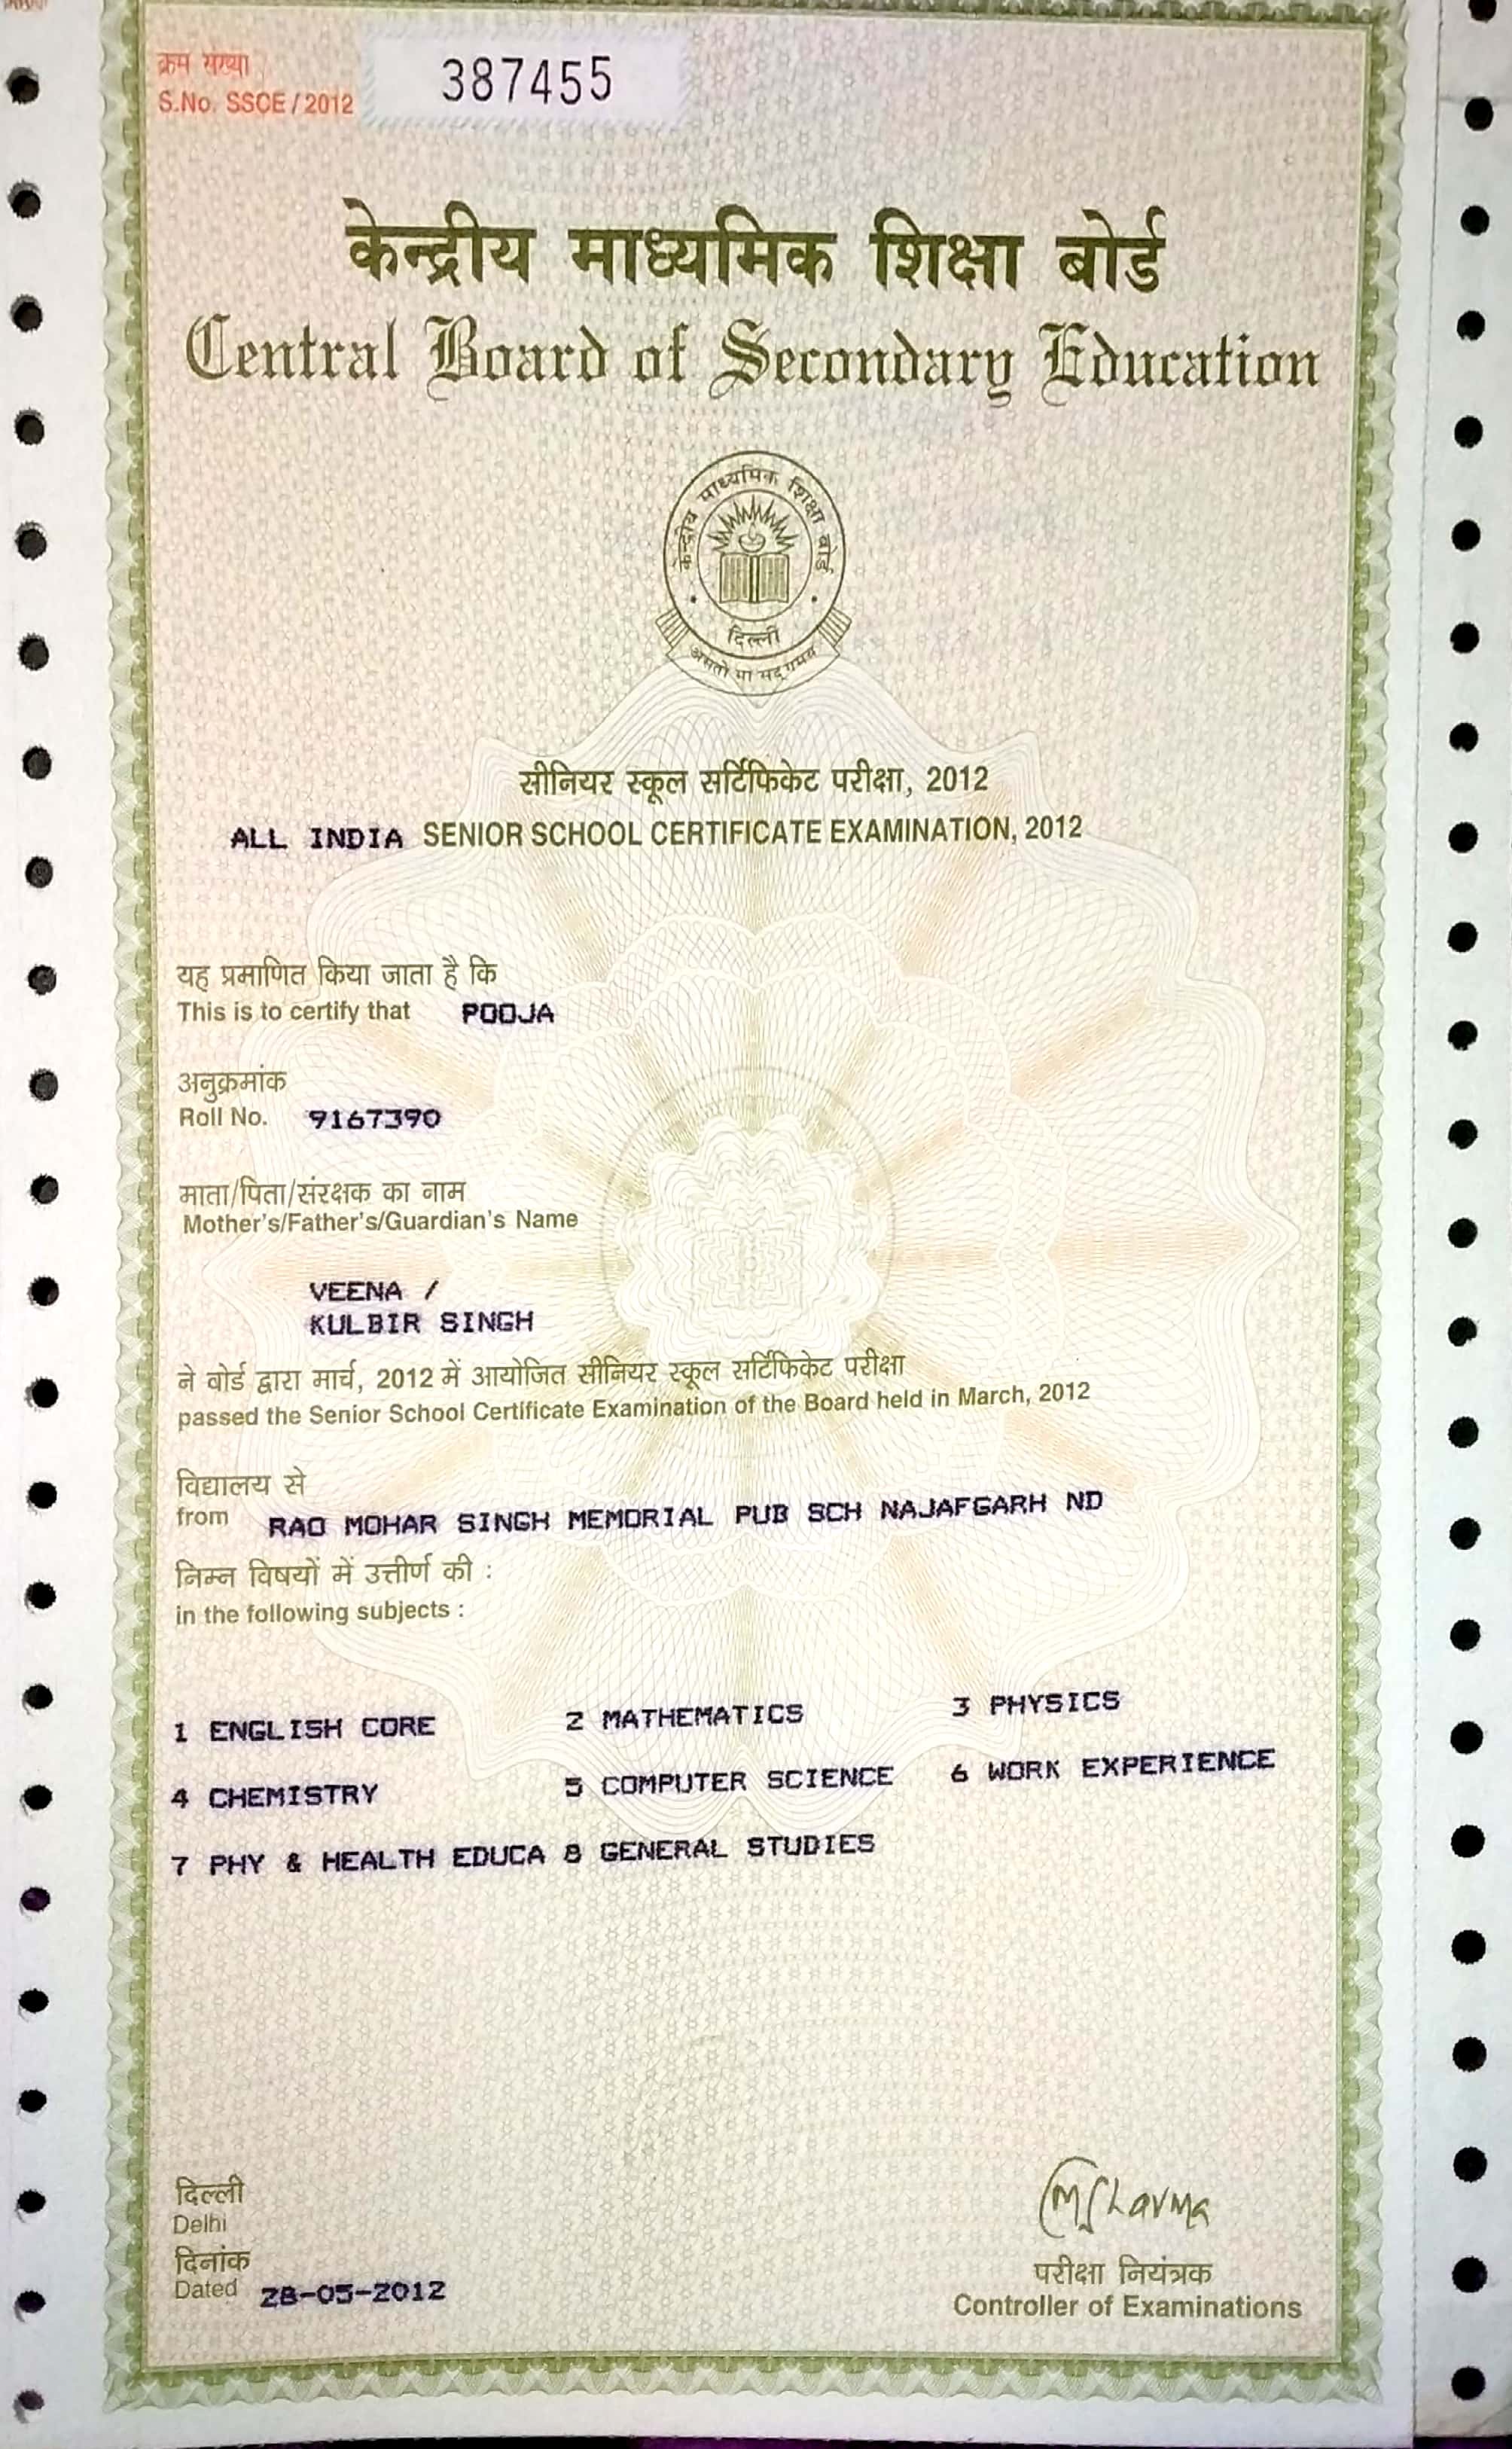 क्रम संख्या
S.No. SSCE / 2012 387455
केन्द्रीय माध्यमिक शिक्षा बोर्ड
Central Board of Secondary Education
केन्द्रीय माध्यमिक शिक्षा बोर्ड
दिल्ली
असतो मा सद् गमय
सीनियर स्कूल सर्टिफिकेट परीक्षा, 2012
ALL INDIA SENIOR SCHOOL CERTIFICATE EXAMINATION, 2012
यह प्रमाणित किया जाता है कि
This is to certify that POOJA
अनुक्रमांक
Roll No. 9167390
माता/पिता/संरक्षक का नाम
Mother's/Father's/Guardian's Name
VEENA /
KULBIR SINGH
ने बोर्ड द्वारा मार्च, 2012 में आयोजित सीनियर स्कूल सर्टिफिकेट परीक्षा
passed the Senior School Certificate Examination of the Board held in March, 2012
विद्यालय से
from RAO MOHAR SINGH MEMORIAL PUB SCH NAJAFGARH ND
निम्न विषयों में उत्तीर्ण की :
in the following subjects :
1 ENGLISH CORE 2 MATHEMATICS 3 PHYSICS
4 CHEMISTRY 5 COMPUTER SCIENCE 6 WORK EXPERIENCE
7 PHY & HEALTH EDUCA 8 GENERAL STUDIES
दिल्ली
Delhi
दिनांक
Dated 28-05-2012
M Sharma
परीक्षा नियंत्रक
Controller of Examinations